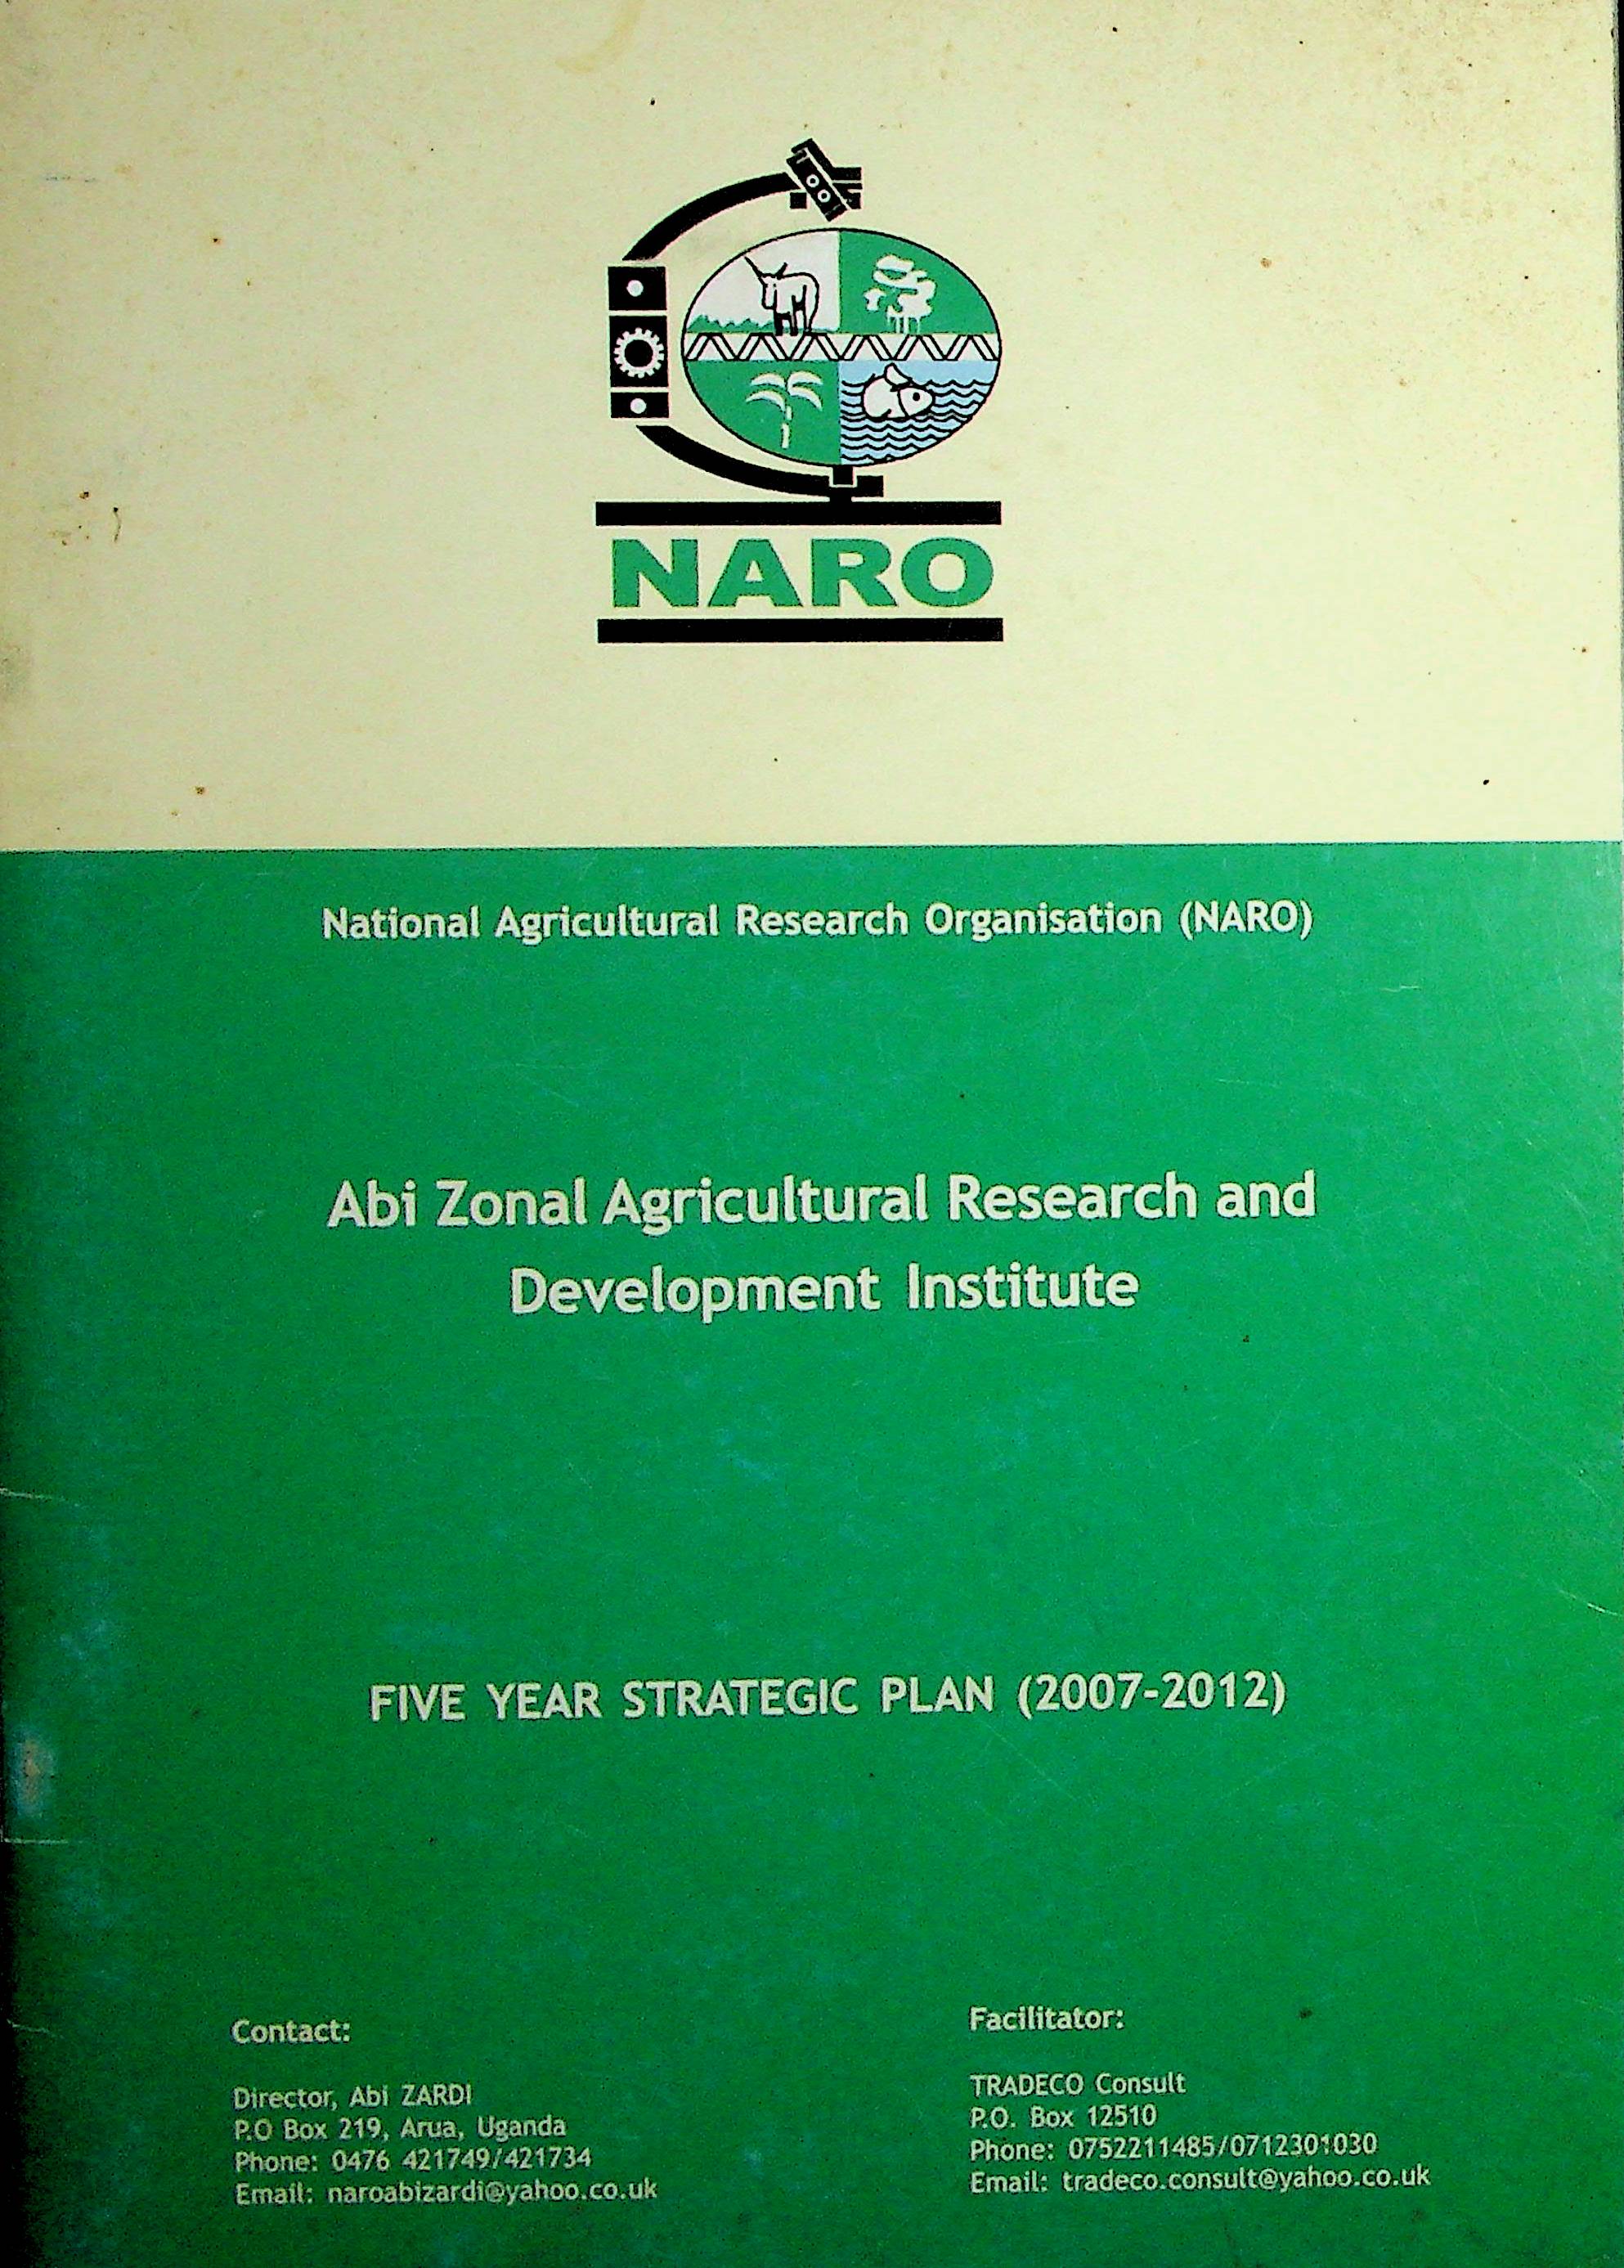 NARO
National Agricultural Research Organisation (NARO)
Abi Zonal Agricultural Research and
Development Institute
FIVE YEAR STRATEGIC PLAN (2007-2012)
Contact:
Director, Abi ZARDI
P.O Box 219, Arua, Uganda
Phone: 0476 421749/421734
Email: naroabizardi@yahoo.co.uk
Facilitator:
TRADECO Consult
P.O. Box 12510
Phone: 0752211485/0712301030
Email: tradeco.consult@yahoo.co.uk